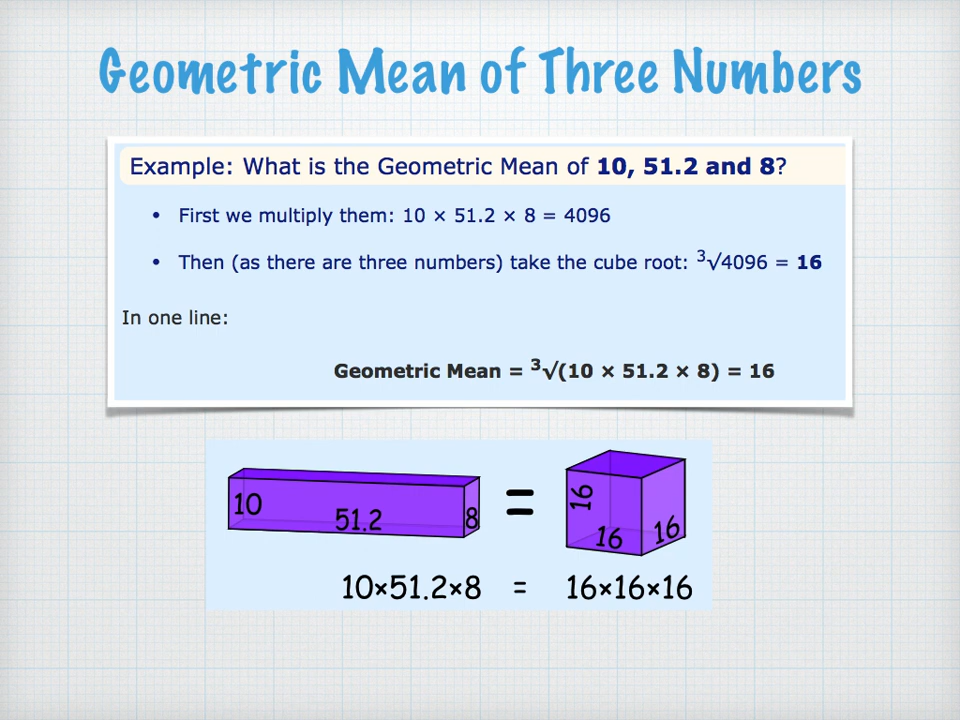 Geometric Mean of Three Numbers
Example: What is the Geometric Mean of 10, 51.2 and 8?
• First we multiply them: 10 × 51.2 × 8 = 4096
• Then (as there are three numbers) take the cube root: ³√4096 = 16
In one line:
Geometric Mean = ³√(10 × 51.2 × 8) = 16
10 51.2 8 = 16 16 16
10×51.2×8 = 16×16×16